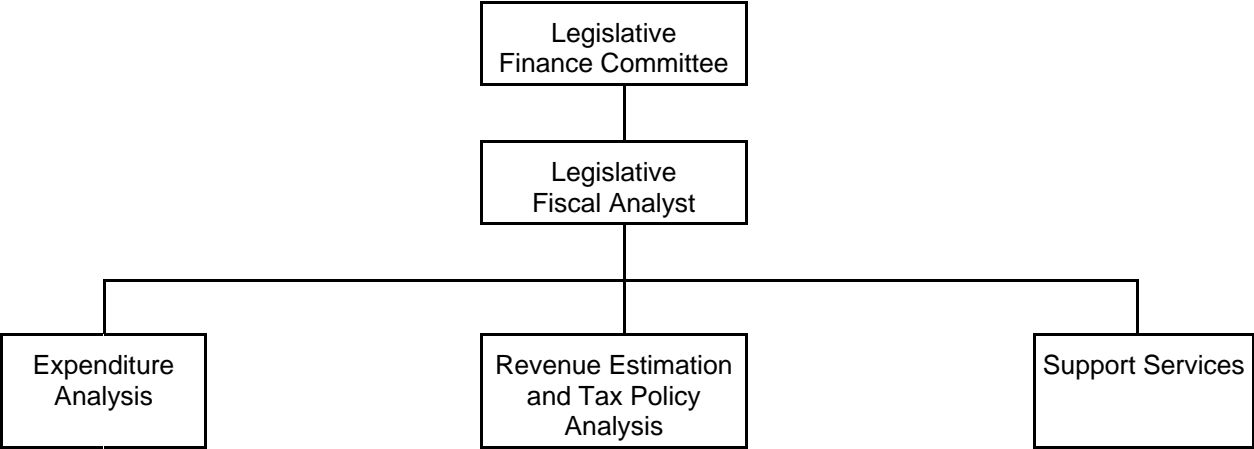 Legislative
Finance Committee
Legislative
Fiscal Analyst
Expenditure
Analysis
Revenue Estimation
and Tax Policy
Analysis
Support Services